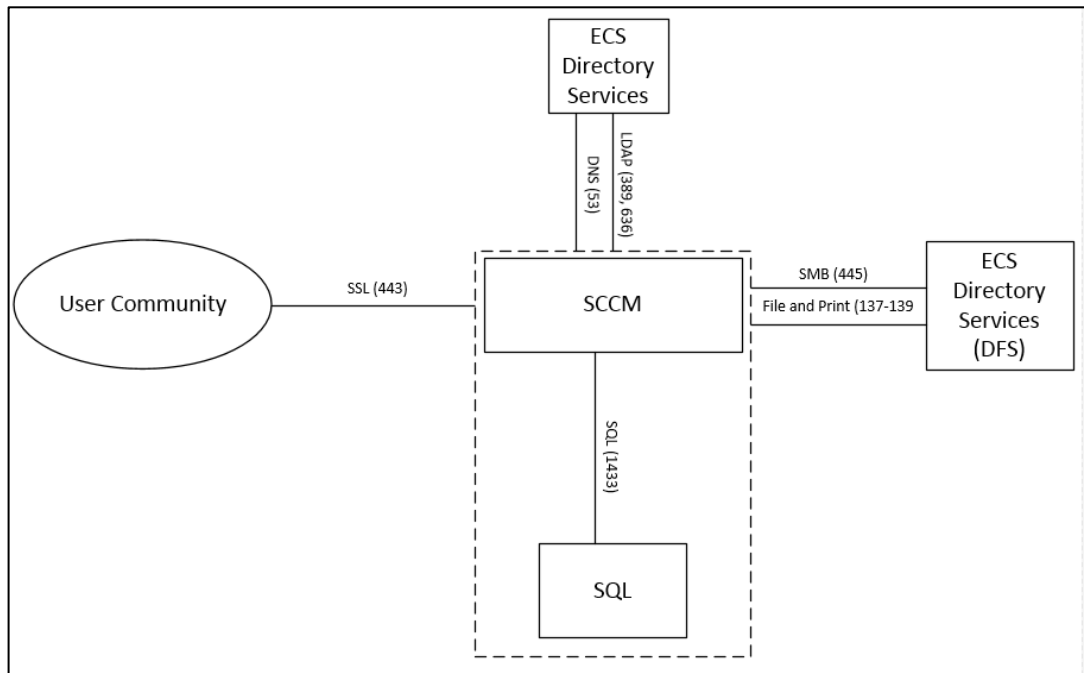 ECS
Directory
Services
DNS (53)
LDAP (389, 636)
User Community
SSL (443)
SCCM
SMB (445)
File and Print (137-139
ECS
Directory
Services
(DFS)
SQL (1433)
SQL